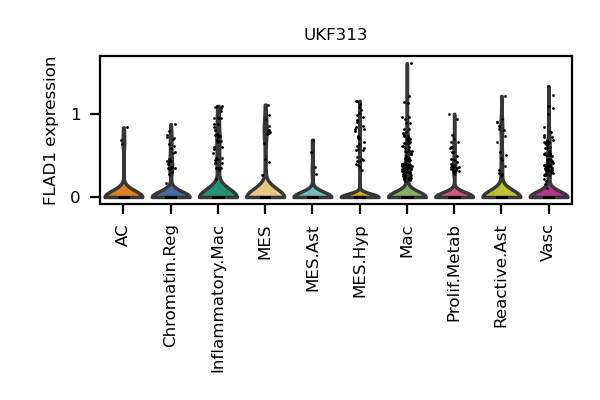 UKF313
FLAD1 expression
1
0
AC
Chromatin.Reg
Inflammatory.Mac
MES
MES.Ast
MES.Hyp
Mac
Prolif.Metab
Reactive.Ast
Vasc